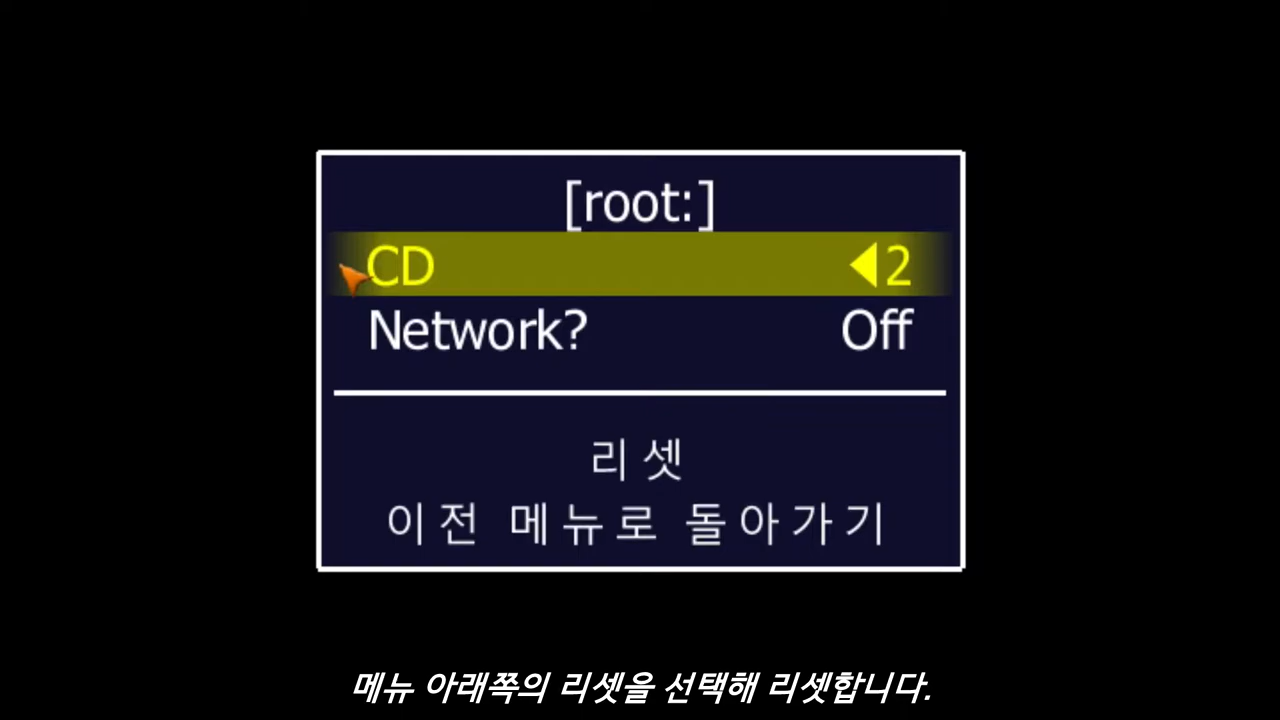 [root:]
CD ◀2
Network? Off
리셋
이전 메뉴로 돌아가기
메뉴 아래쪽의 리셋을 선택해 리셋합니다.